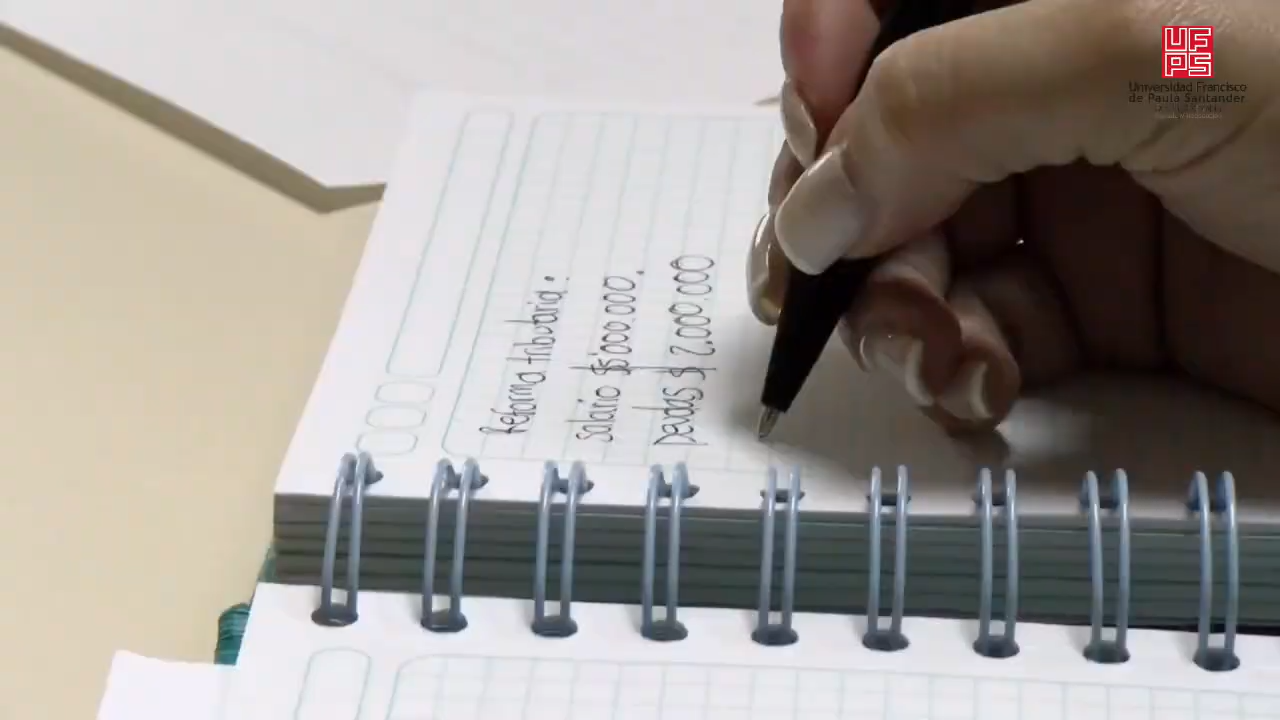 Reforma tributaria:
salario $5'000.000.
Deudas $ 2.000.000
UFPS
Universidad Francisco
de Paula Santander